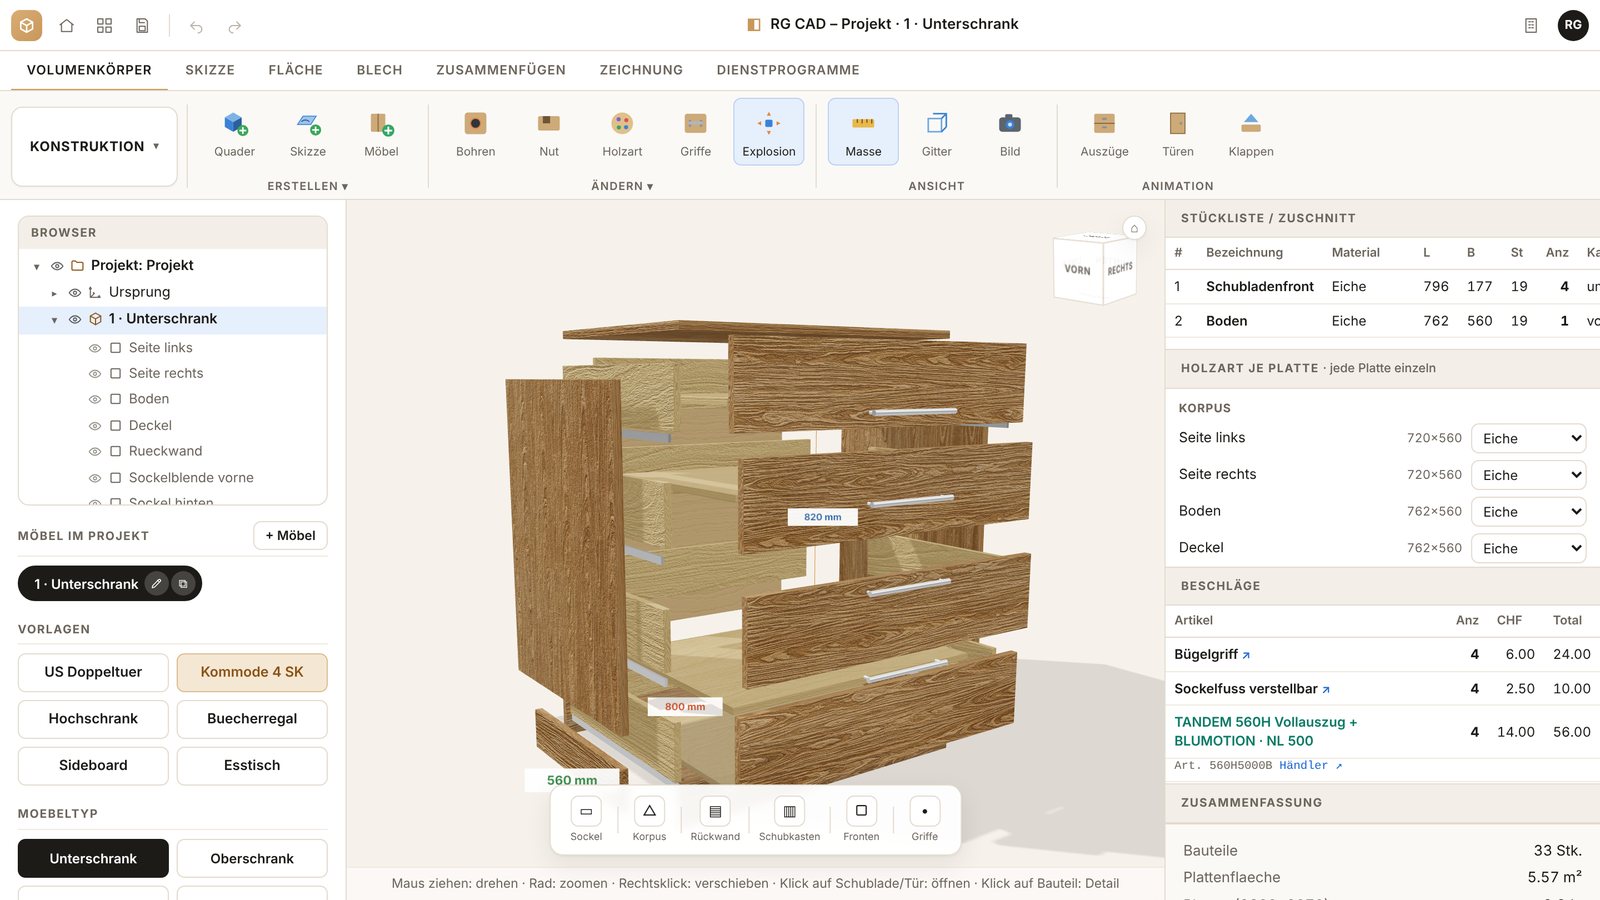 RG CAD – Projekt · 1 · Unterschrank
RG
VOLUMENKÖRPER SKIZZE FLÄCHE BLECH ZUSAMMENFÜGEN ZEICHNUNG DIENSTPROGRAMME
KONSTRUKTION ▾
Quader Skizze Möbel
ERSTELLEN ▾
Bohren Nut Holzart Griffe Explosion
ÄNDERN ▾
Masse Gitter Bild
ANSICHT
Auszüge Türen Klappen
ANIMATION
BROWSER
Projekt: Projekt
Ursprung
1 · Unterschrank
Seite links
Seite rechts
Boden
Deckel
Rueckwand
Sockelblende vorne
Sockel hinten
MÖBEL IM PROJEKT
+ Möbel
1 · Unterschrank
VORLAGEN
US Doppeltuer
Kommode 4 SK
Hochschrank
Buecherregal
Sideboard
Esstisch
MOEBELTYP
Unterschrank
Oberschrank
VORN
RECHTS
820 mm
800 mm
560 mm
Sockel Korpus Rückwand Schubkasten Fronten Griffe
Maus ziehen: drehen · Rad: zoomen · Rechtsklick: verschieben · Klick auf Schublade/Tür: öffnen · Klick auf Bauteil: Detail
STÜCKLISTE / ZUSCHNITT
# Bezeichnung Material L B St Anz
1 Schubladenfront Eiche 796 177 19 4
2 Boden Eiche 762 560 19 1
HOLZART JE PLATTE · jede Platte einzeln
KORPUS
Seite links 720×560 Eiche
Seite rechts 720×560 Eiche
Boden 762×560 Eiche
Deckel 762×560 Eiche
BESCHLÄGE
Artikel Anz CHF Total
Bügelgriff ↗ 4 6.00 24.00
Sockelfuss verstellbar ↗ 4 2.50 10.00
TANDEM 560H Vollauszug +
BLUMOTION · NL 500 4 14.00 56.00
Art. 560H5000B Händler ↗
ZUSAMMENFASSUNG
Bauteile 33 Stk.
Plattenflaeche 5.57 m²